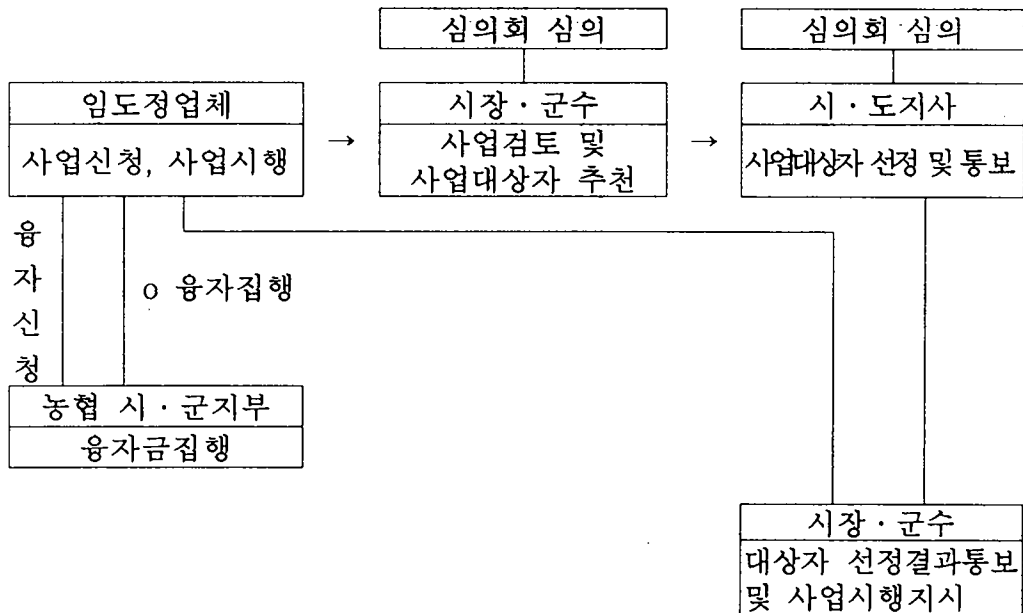 심의회 심의
심의회 심의
임도정업체
사업신청, 사업시행
→
시장·군수
사업검토 및
사업대상자 추천
→
시·도지사
사업대상자 선정 및 통보
융
자
신
청
o 융자집행
농협 시·군지부
융자금집행
시장·군수
대상자 선정결과통보
및 사업시행지시